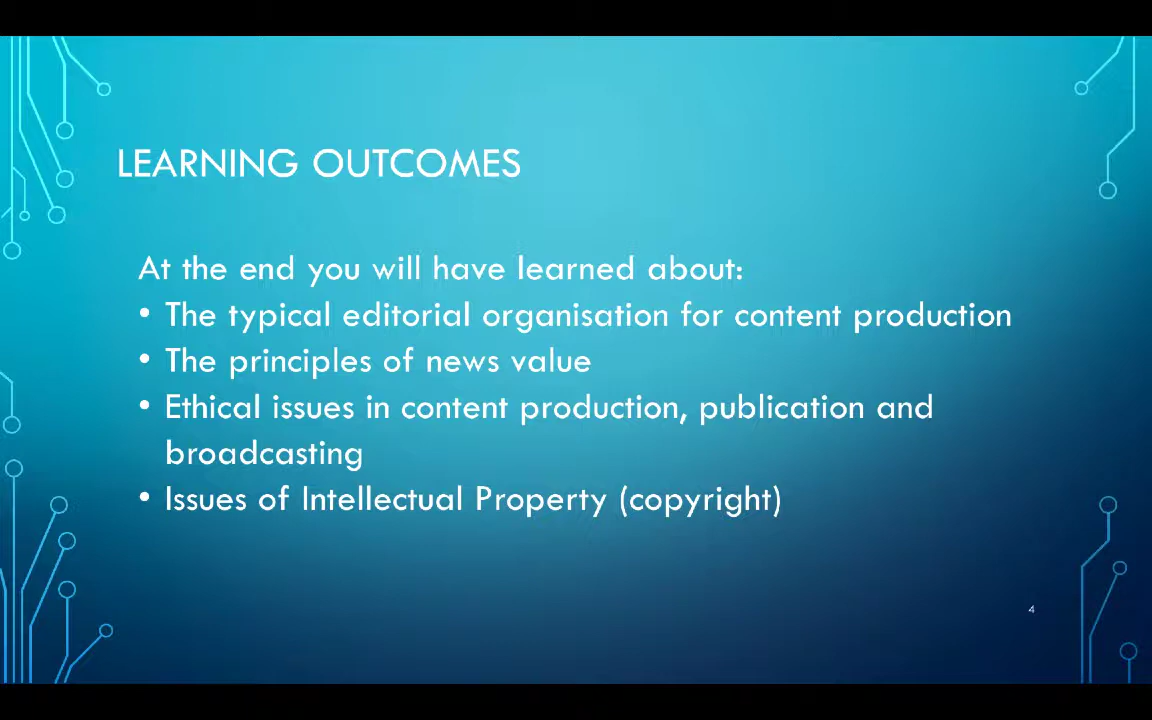 LEARNING OUTCOMES
At the end you will have learned about:
• The typical editorial organisation for content production
• The principles of news value
• Ethical issues in content production, publication and
broadcasting
• Issues of Intellectual Property (copyright)
4